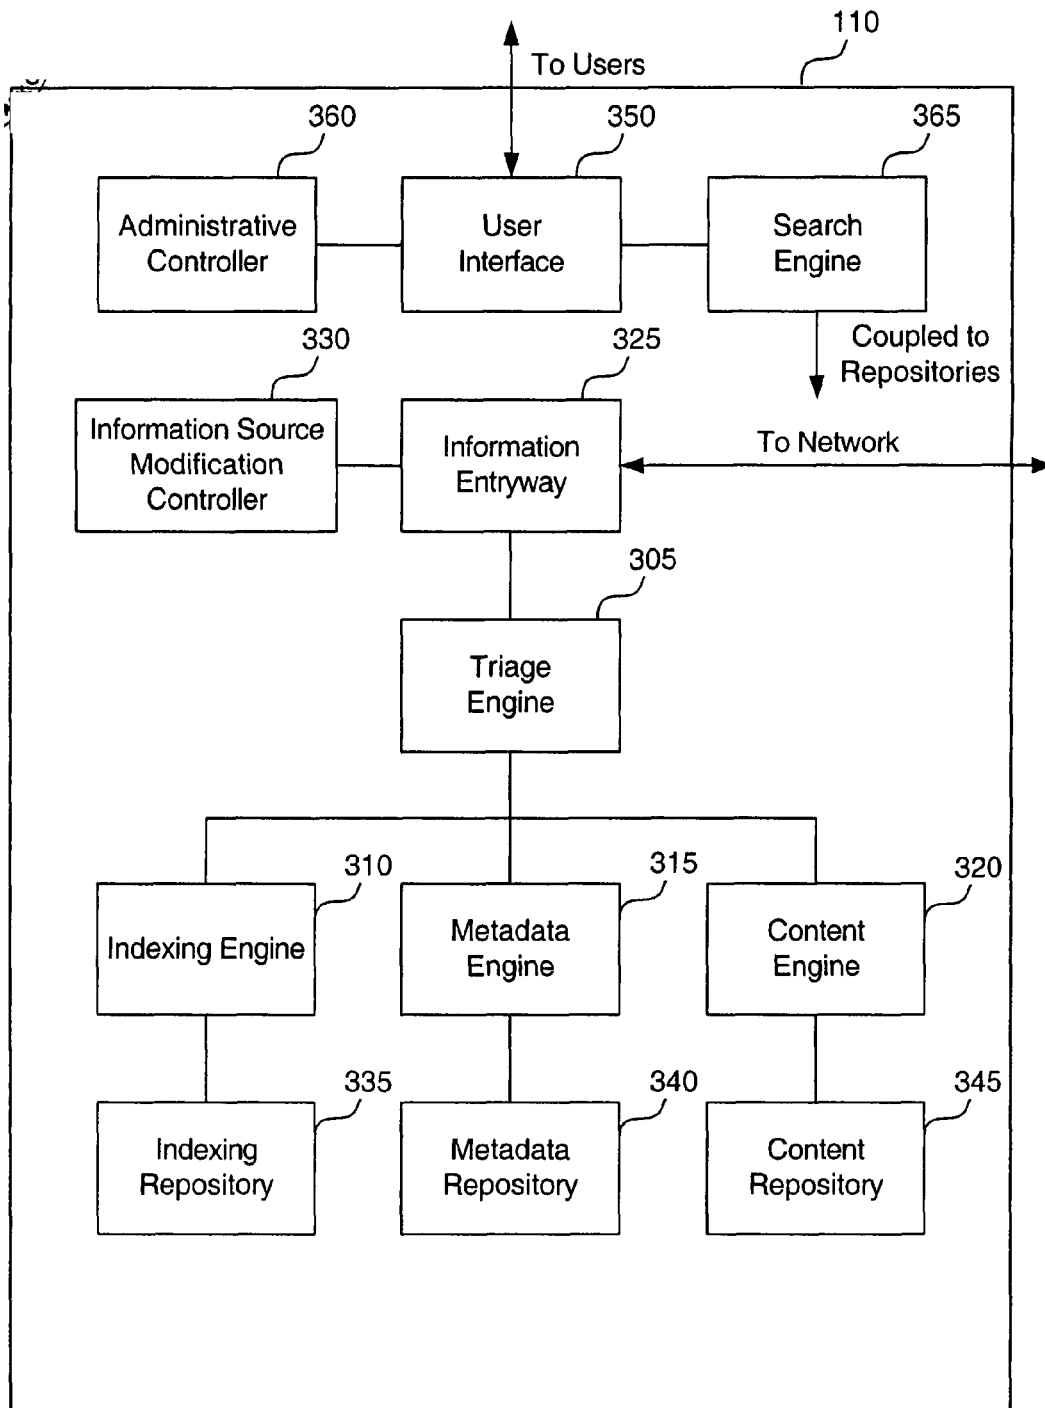 110
To Users
360
350
365
Administrative
Controller
User
Interface
Search
Engine
330
325
Coupled to
Repositories
Information Source
Modification
Controller
Information
Entryway
To Network
305
Triage
Engine
310
315
320
Indexing Engine
Metadata
Engine
Content
Engine
335
340
345
Indexing
Repository
Metadata
Repository
Content
Repository